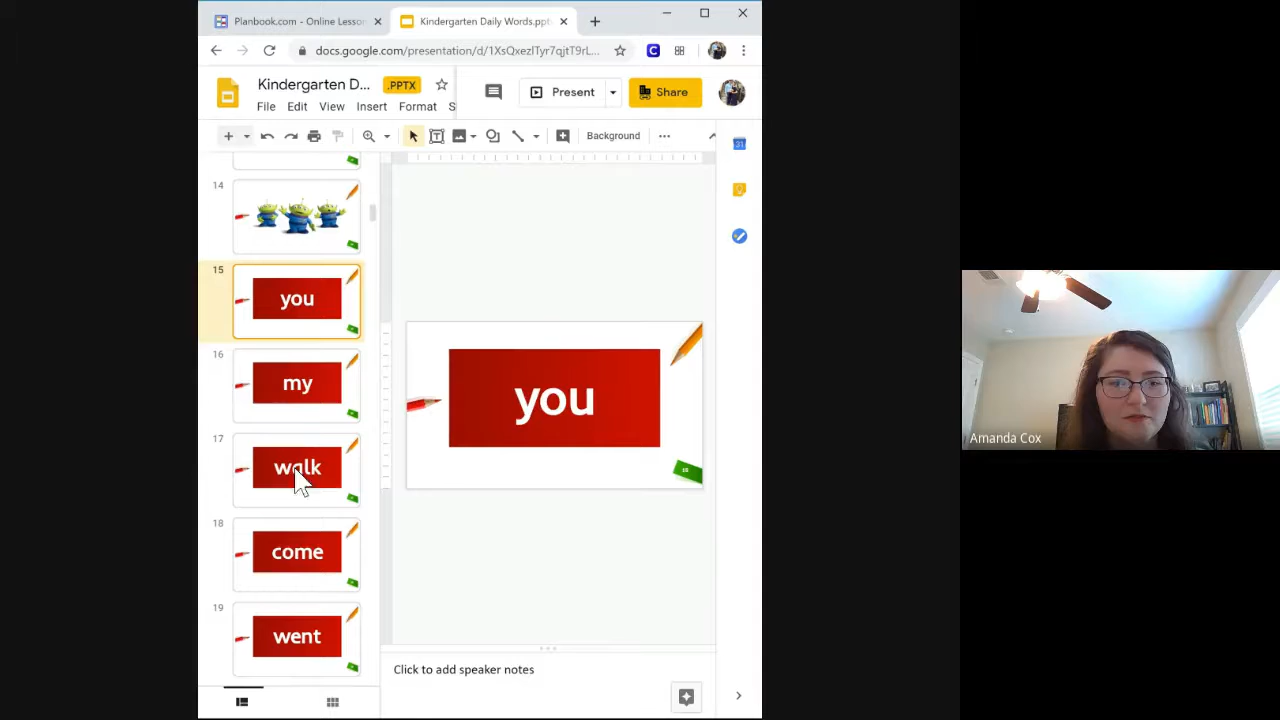 Planbook.com - Online Lesso
Kindergarten Daily Words.ppt
docs.google.com/presentation/d/1XsQxezlTyr7qjtT9rL...
Kindergarten D...
.PPTX
Present
Share
File Edit View Insert Format S
Background
14
15
you
16
my
17
walk
18
come
19
went
you
Click to add speaker notes
Amanda Cox